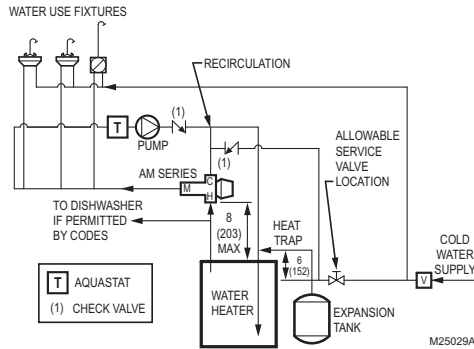 WATER USE FIXTURES
RECIRCULATION
(1)
T
PUMP
(1)
ALLOWABLE
SERVICE
VALVE
LOCATION
AM SERIES
M
C
H
TO DISHWASHER
IF PERMITTED
BY CODES
8
(203)
MAX
HEAT
TRAP
6
(152)
COLD
WATER
SUPPLY
V
T AQUASTAT
(1) CHECK VALVE
WATER
HEATER
EXPANSION
TANK
M25029A